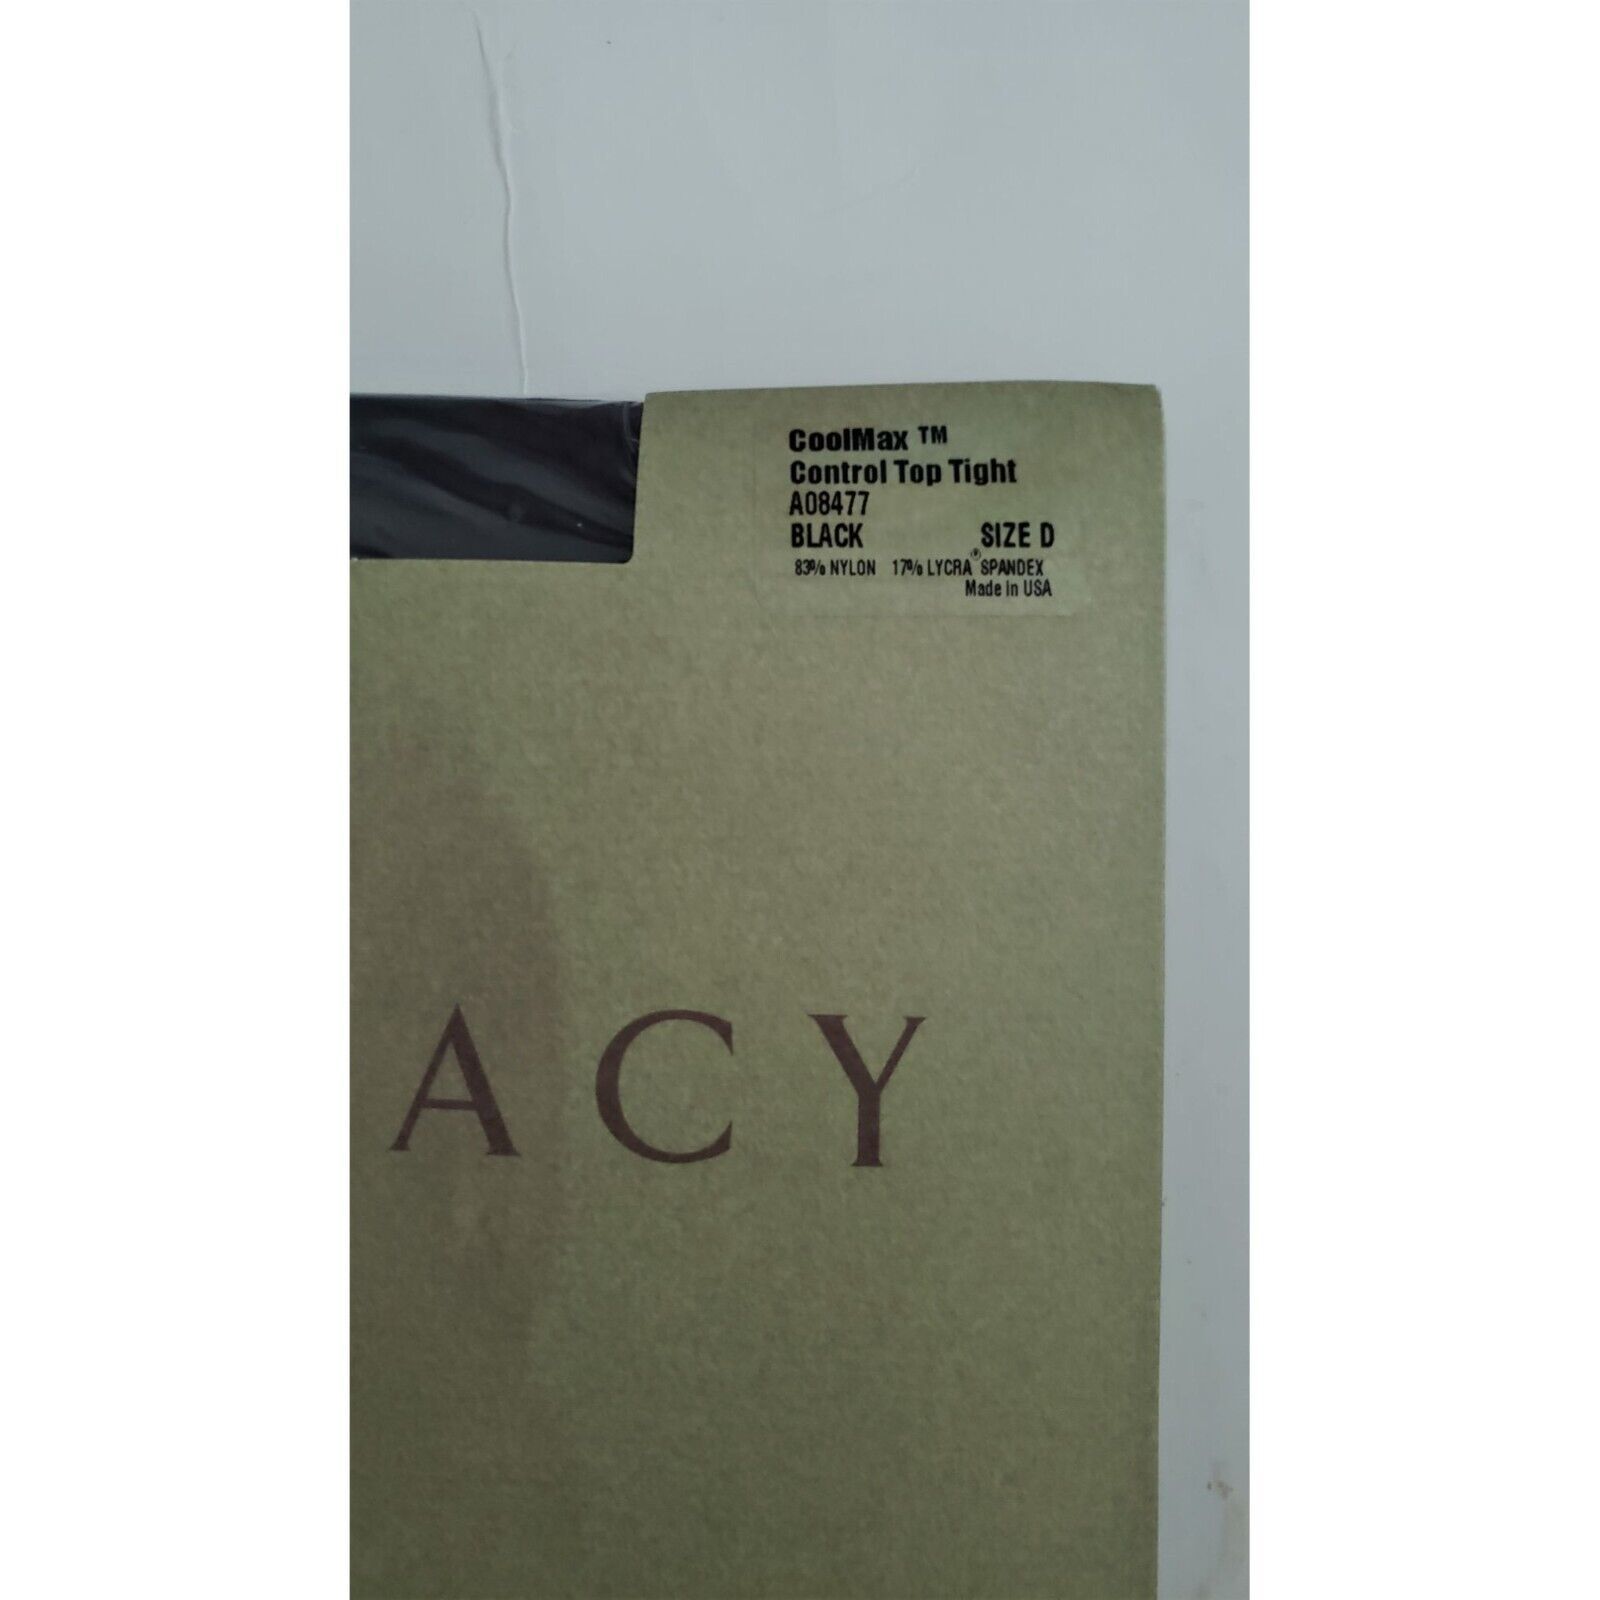 CoolMax ™
Control Top Tight
A08477
BLACK SIZE D
83% NYLON 17% LYCRA® SPANDEX
Made in USA
ACY